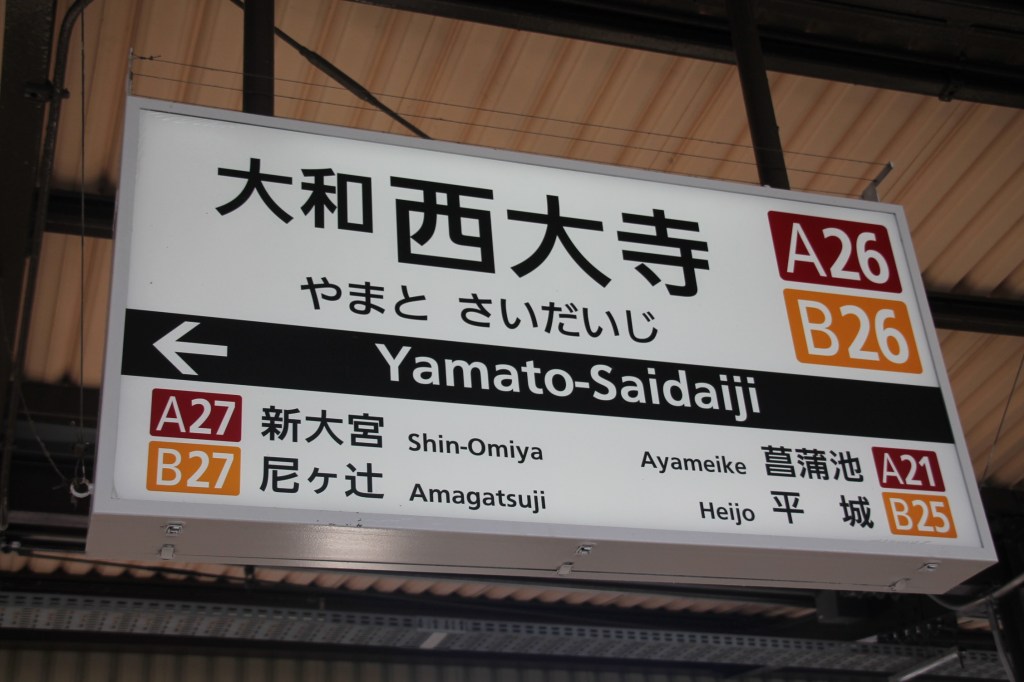 大和西大寺
A26
やまと さいだいじ
B26
Yamato-Saidaiji
A27 新大宮 Shin-Omiya
B27 尼ヶ辻 Amagatsuji
Ayameike 菖蒲池 A21
Heijo 平 城 B25